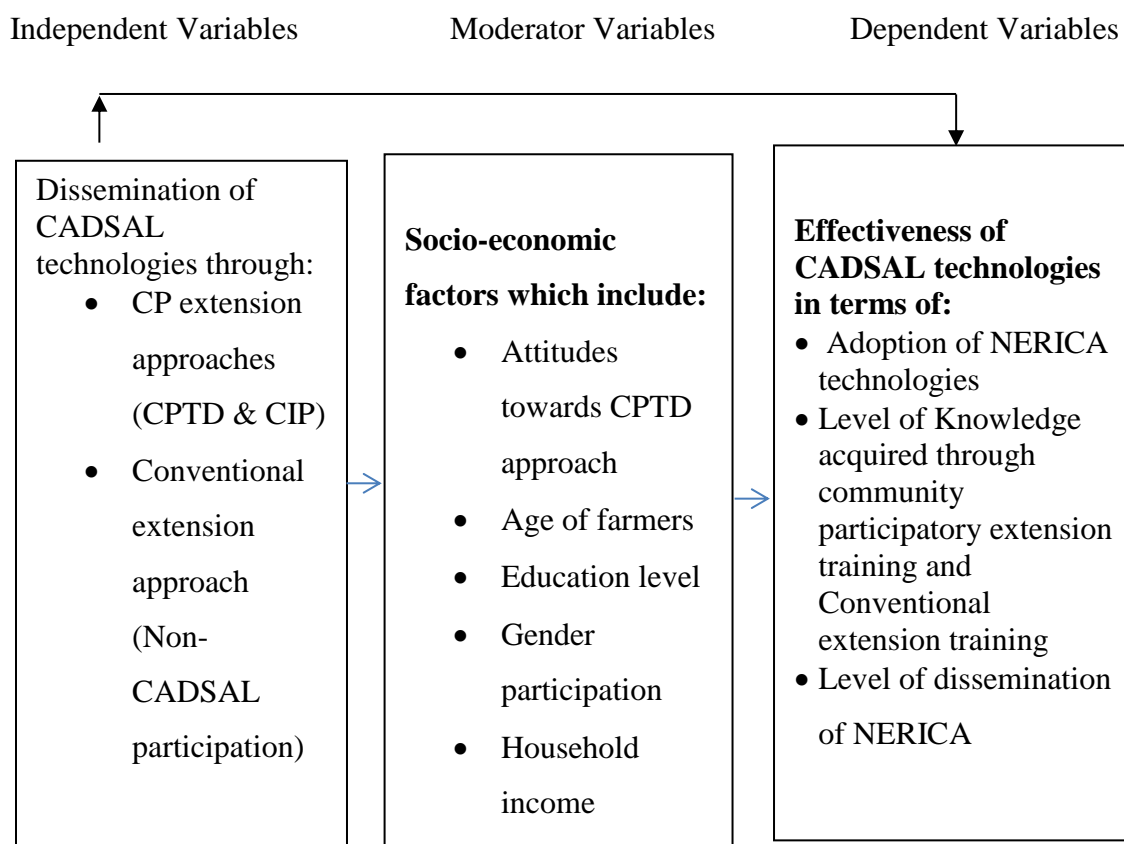 Independent Variables
Moderator Variables
Dependent Variables
Dissemination of
CADSAL
technologies through:
• CP extension
approaches
(CPTD & CIP)
• Conventional
extension
approach
(Non-
CADSAL
participation)
Socio-economic
factors which include:
• Attitudes
towards CPTD
approach
• Age of farmers
• Education level
• Gender
participation
• Household
income
Effectiveness of
CADSAL technologies
in terms of:
• Adoption of NERICA
technologies
• Level of Knowledge
acquired through
community
participatory extension
training and
Conventional
extension training
• Level of dissemination
of NERICA